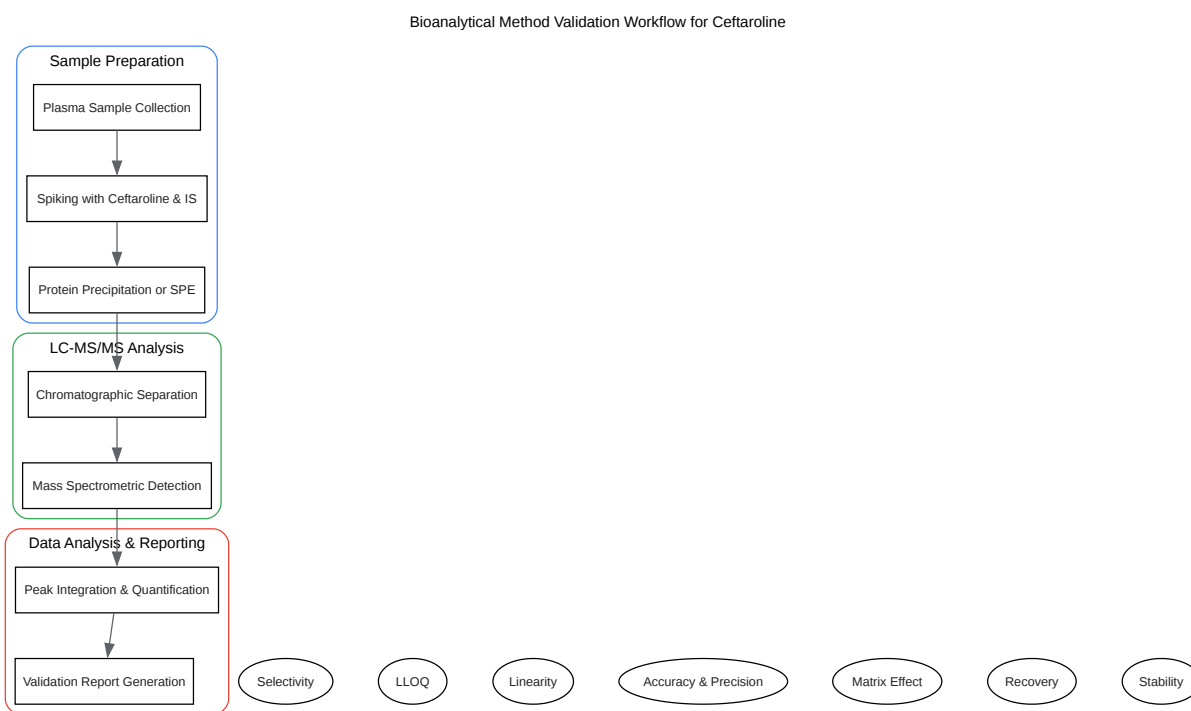 Bioanalytical Method Validation Workflow for Ceftaroline
Sample Preparation
Plasma Sample Collection
Spiking with Ceftaroline & IS
Protein Precipitation or SPE
LC-MS/MS Analysis
Chromatographic Separation
Mass Spectrometric Detection
Data Analysis & Reporting
Peak Integration & Quantification
Validation Report Generation
Selectivity
LLOQ
Linearity
Accuracy & Precision
Matrix Effect
Recovery
Stability